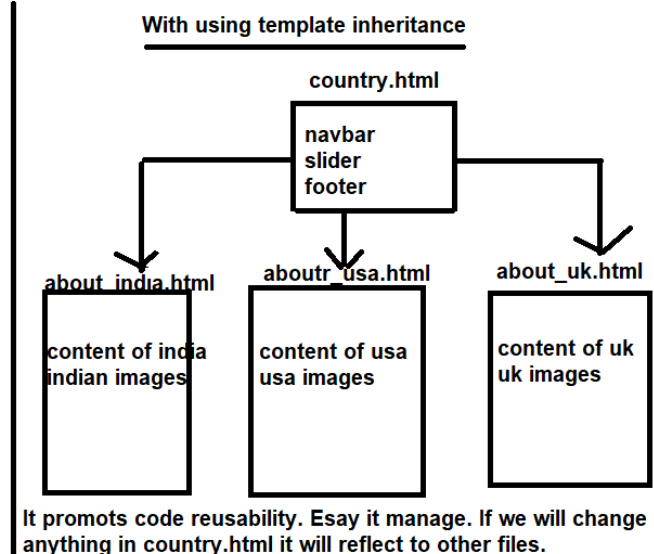 With using template inheritance
country.html
navbar
slider
footer
about_india.html
aboutr_usa.html
about_uk.html
content of india
indian images
content of usa
usa images
content of uk
uk images
It promots code reusability. Esay it manage. If we will change
anything in country.html it will reflect to other files.